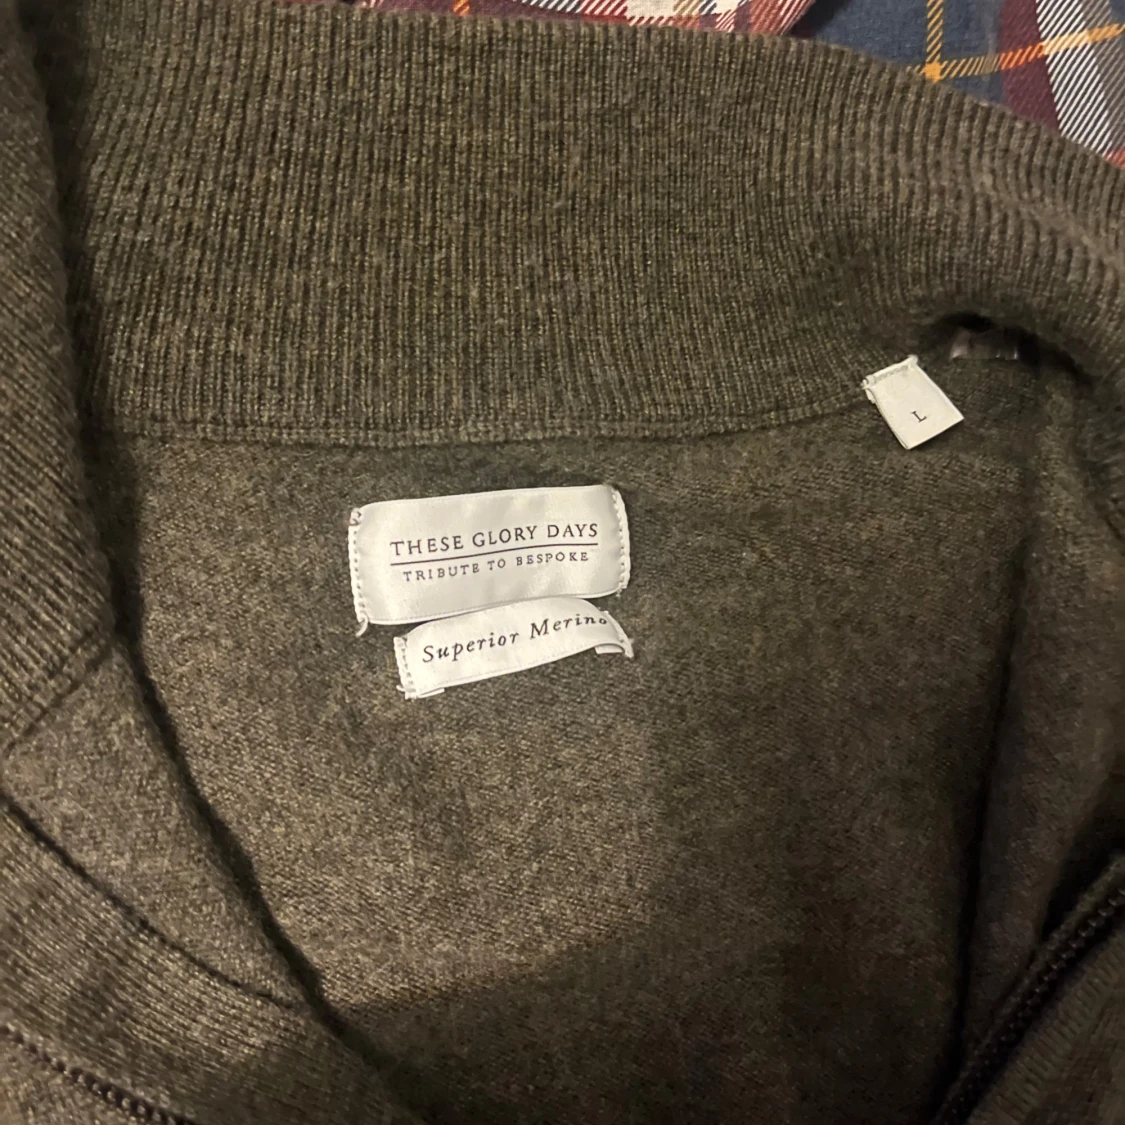 L
THESE GLORY DAYS
TRIBUTE TO BESPOKE
Superior Merino